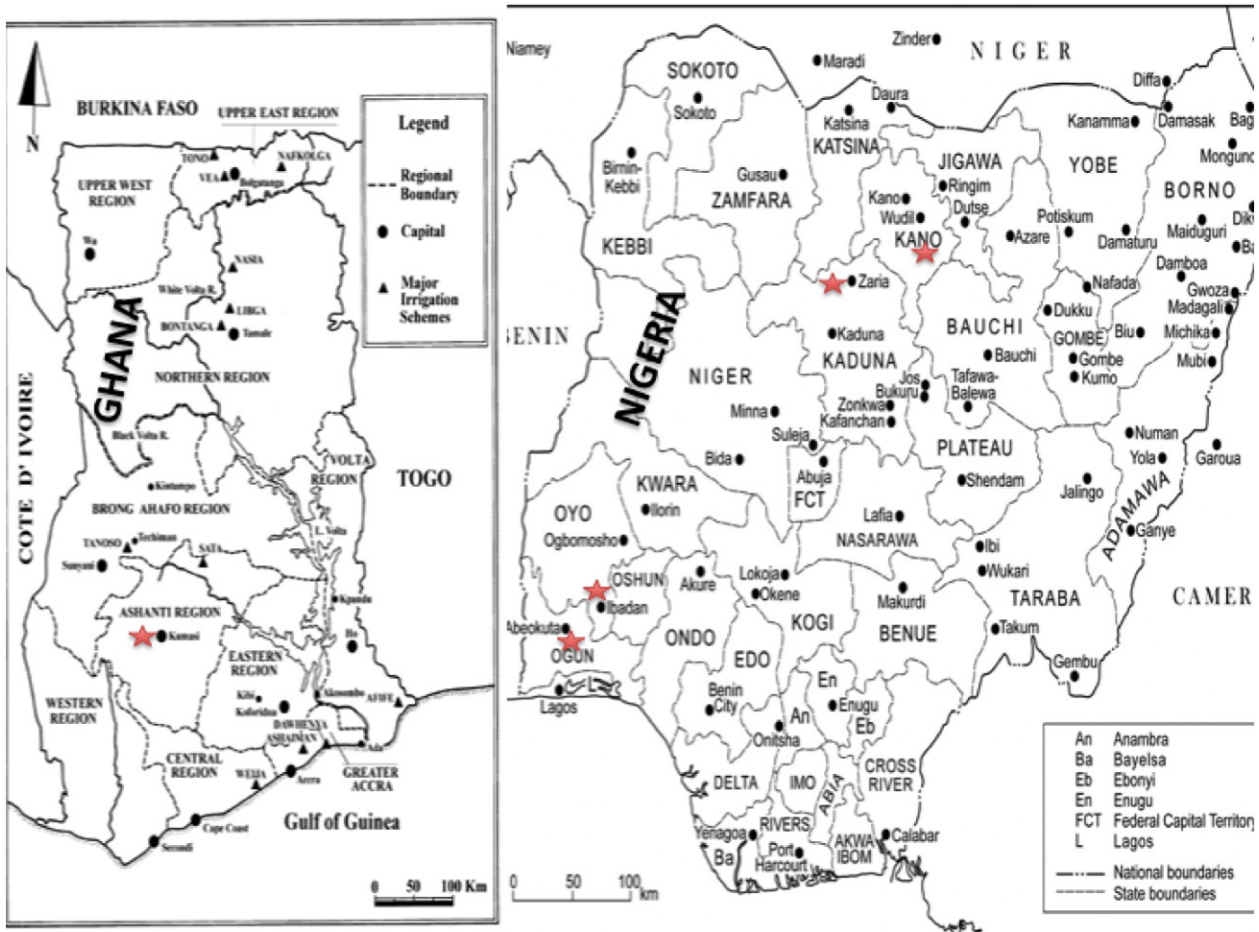 N
BURKINA FASO
UPPER EAST REGION
TONO
NAFKOLGA
VEA
Bolgatanga
UPPER WEST
REGION
Wa
NASIA
White Volta R.
LIBGA
BONTANGA
Tamale
GHANA
NORTHERN REGION
Black Volta R.
VOLTA
REGION
TOGO
COTE D' IVOIRE
Kintampo
BRONG AHAFO REGION
L. Volta
TANOSO
Techiman
SATA
Sunyani
Kpandu
ASHANTI REGION
Kumasi
Ho
EASTERN
REGION
Kibi
Koforidua
Akosombo
AFIFE
WESTERN
REGION
DAWHENYA
ASHAIMAN
Ada
CENTRAL
REGION
GREATER
ACCRA
WEIJA
Accra
Cape Coast
Gulf of Guinea
Secondi
0 50 100 Km
Legend
Regional
Boundary
Capital
Major
Irrigation
Schemes
Niamey
Zinder
NIGER
Maradi
SOKOTO
Sokoto
Daura
Katsina
KATSINA
Diffa
Kanamma
Damasak
Bag
Monguno
Birnin-
Kebbi
Gusau
ZAMFARA
JIGAWA
YOBE
BORNO
Ringim
Kano
Wudil
Dutse
KANO
Azare
Potiskum
Damaturu
Maiduguri
Dikw
Ba
KEBBI
Zaria
Damboa
Nafada
Gwoza
Madagali
Dukku
BENIN
NIGERIA
Kaduna
KADUNA
BAUCHI
Bauchi
GOMBE
Gombe
Kumo
Biu
Michika
Mubi
NIGER
Minna
Jos
Bukuru
Tafawa-
Balewa
Zonkwa
Kafanchan
Suleja
Bida
Abuja
FCT
PLATEAU
Shendam
Numan
Yola
Garoua
Jalingo
ADAMAWA
KWARA
Ilorin
OYO
Ogbomosho
Lafia
NASARAWA
Ganye
Ibi
Wukari
OSHUN
Ibadan
Akure
Lokoja
Okene
Makurdi
TARABA
CAMER
Abeokuta
OGUN
ONDO
KOGI
BENUE
Takum
EDO
Gembu
L
Lagos
Benin
City
En
Enugu
Eb
An
Onitsha
DELTA
IMO
ABIA
CROSS
RIVER
Yenagoa
RIVERS
Port
Harcourt
AKWA
IBOM
Calabar
Ba
0 50 100
km
An Anambra
Ba Bayelsa
Eb Ebonyi
En Enugu
FCT Federal Capital Territory
L Lagos
National boundaries
State boundaries